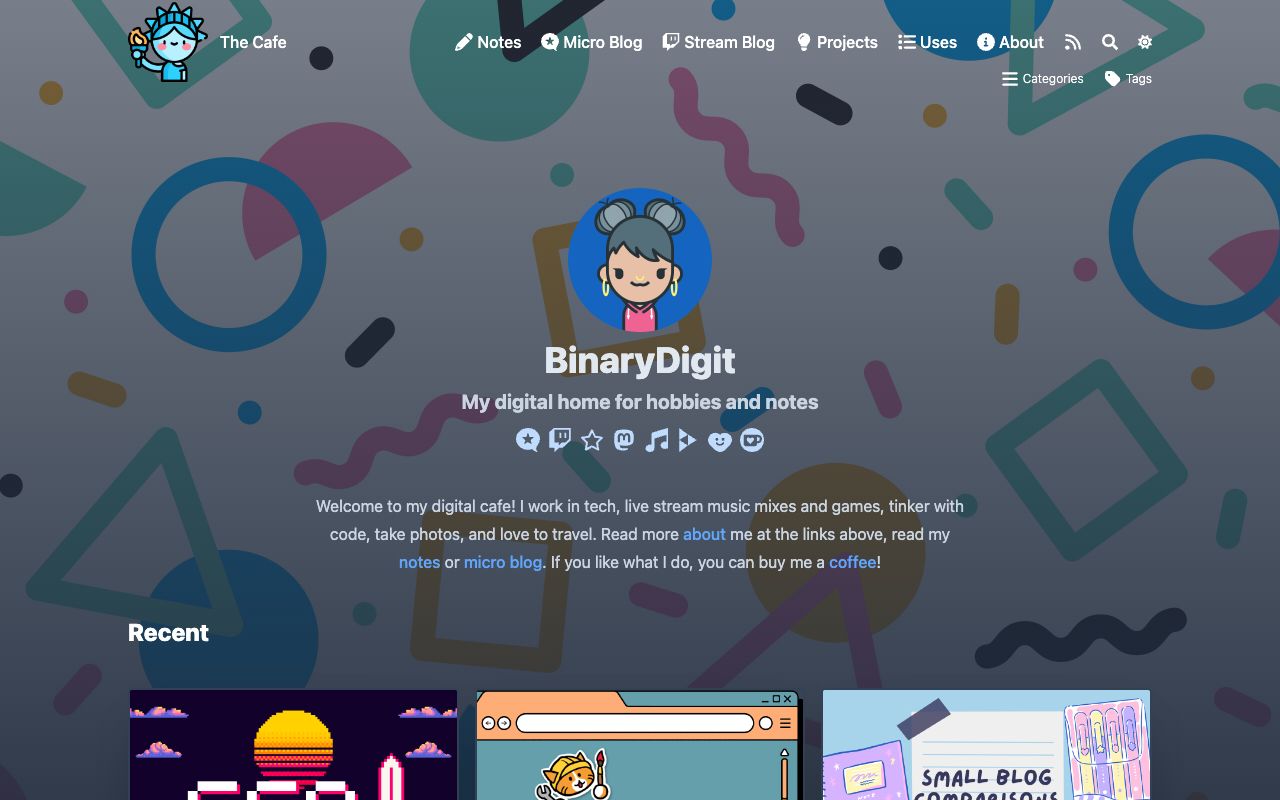 The Cafe
Notes Micro Blog Stream Blog Projects Uses About
Categories Tags
BinaryDigit
My digital home for hobbies and notes
Welcome to my digital cafe! I work in tech, live stream music mixes and games, tinker with
code, take photos, and love to travel. Read more about me at the links above, read my
notes or micro blog. If you like what I do, you can buy me a coffee!
Recent
SMALL BLOG
COMPARISONS